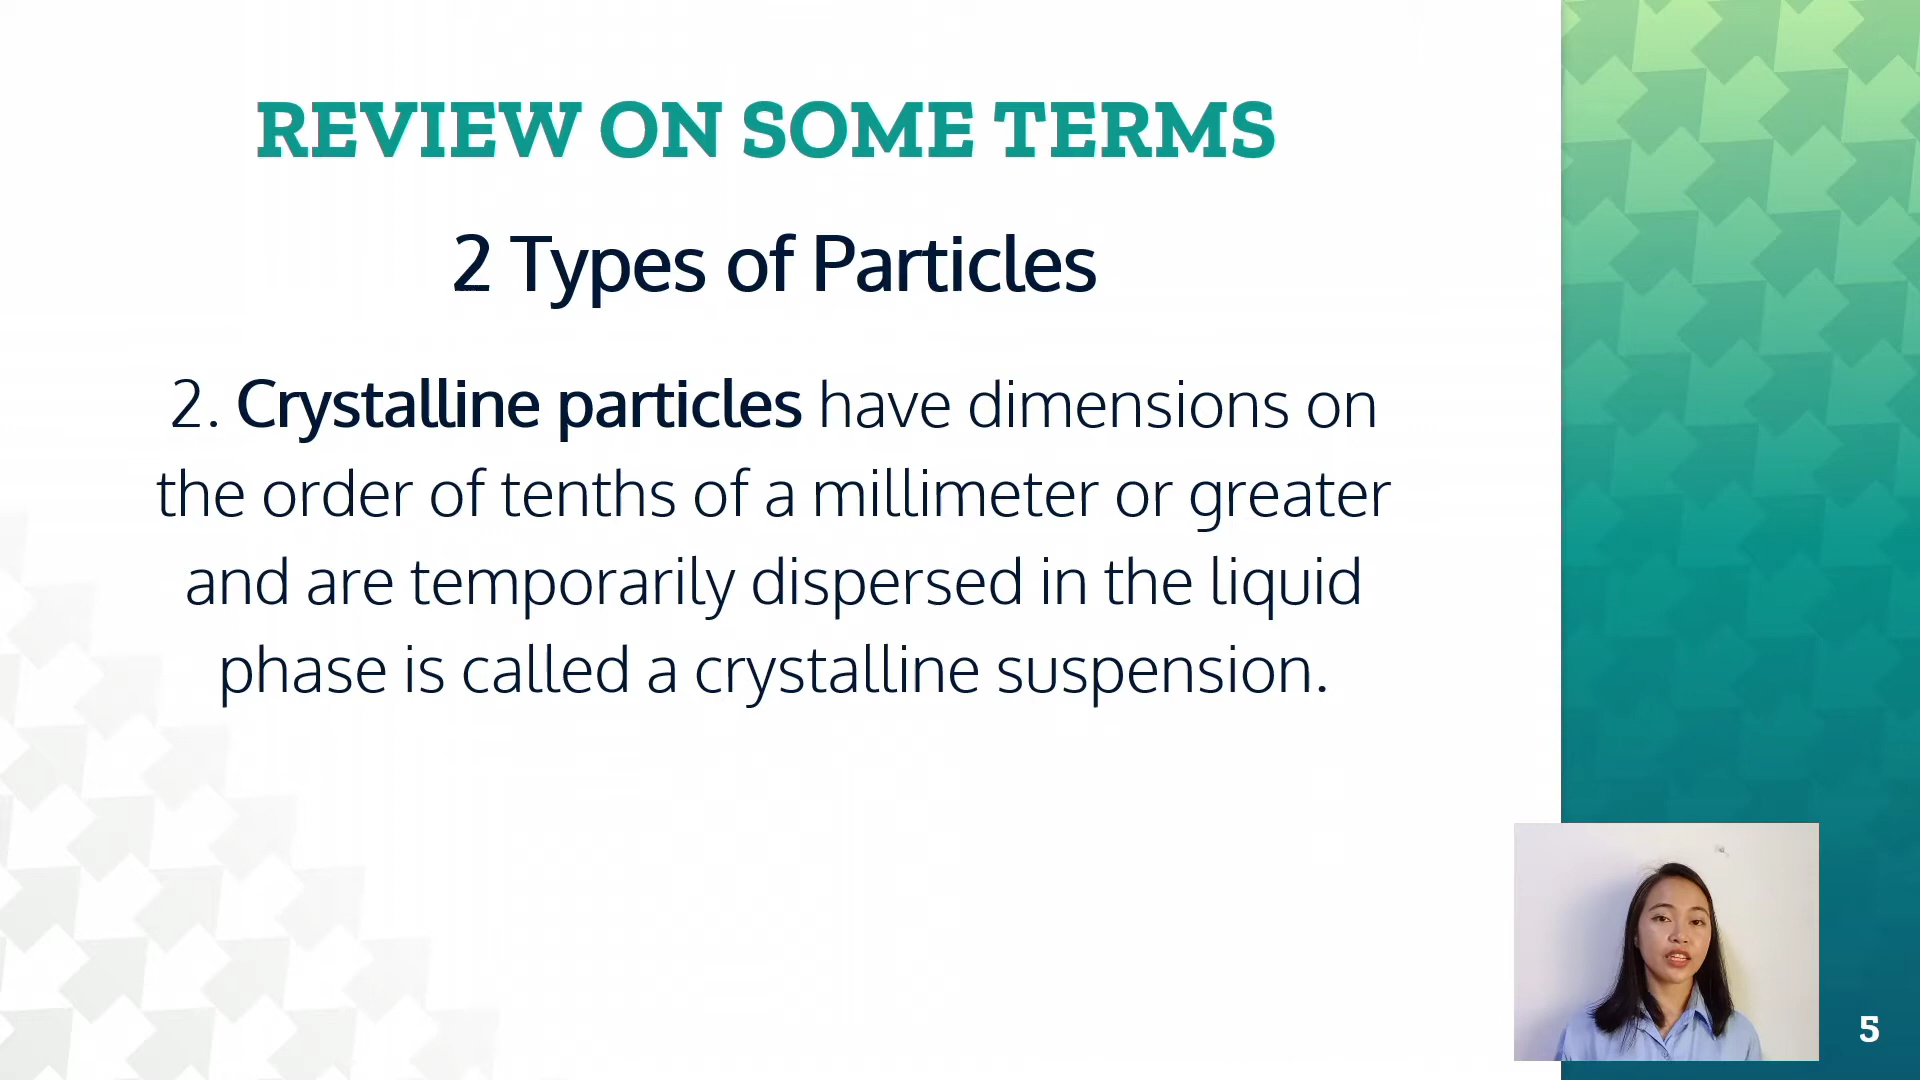 REVIEW ON SOME TERMS
2 Types of Particles
2. Crystalline particles have dimensions on
the order of tenths of a millimeter or greater
and are temporarily dispersed in the liquid
phase is called a crystalline suspension.
5